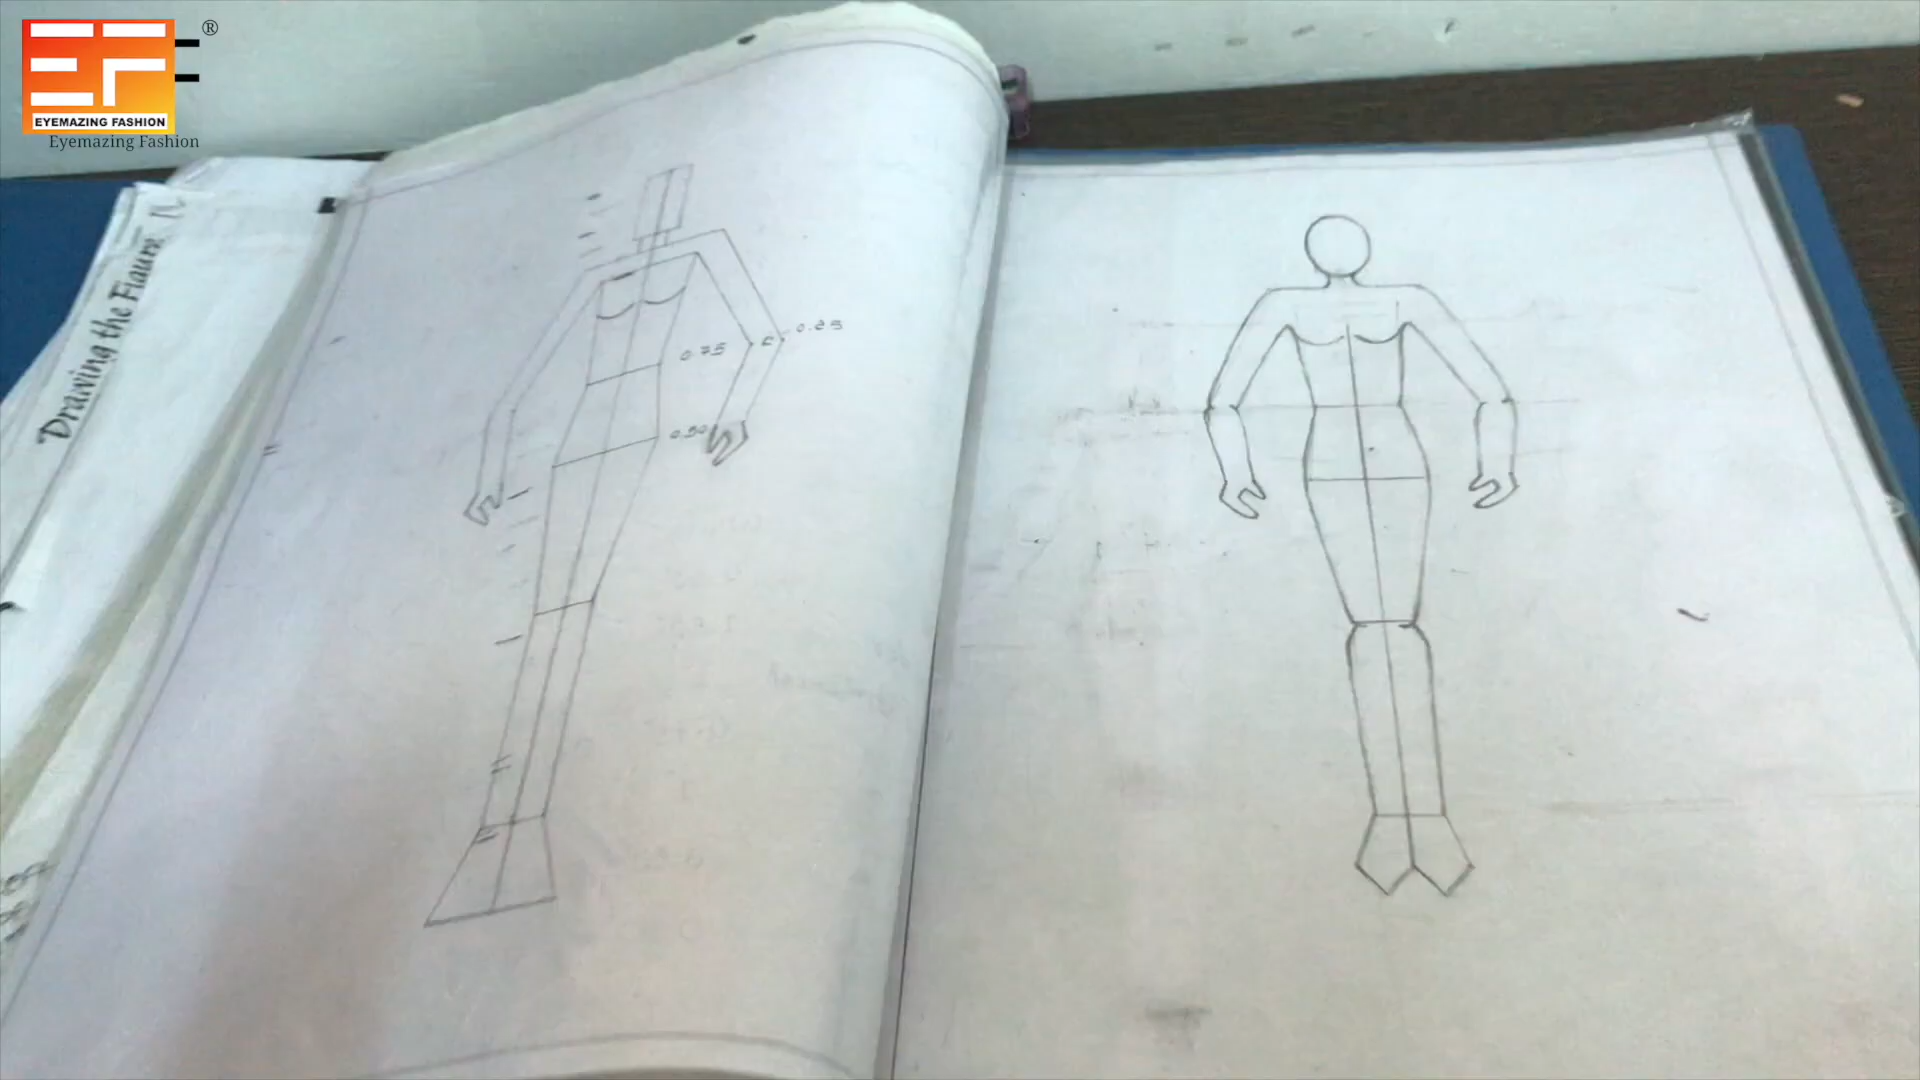 ®
EYEMAZING FASHION
Eyemazing Fashion
Drawing the Figure
0.25
0.75
0.50